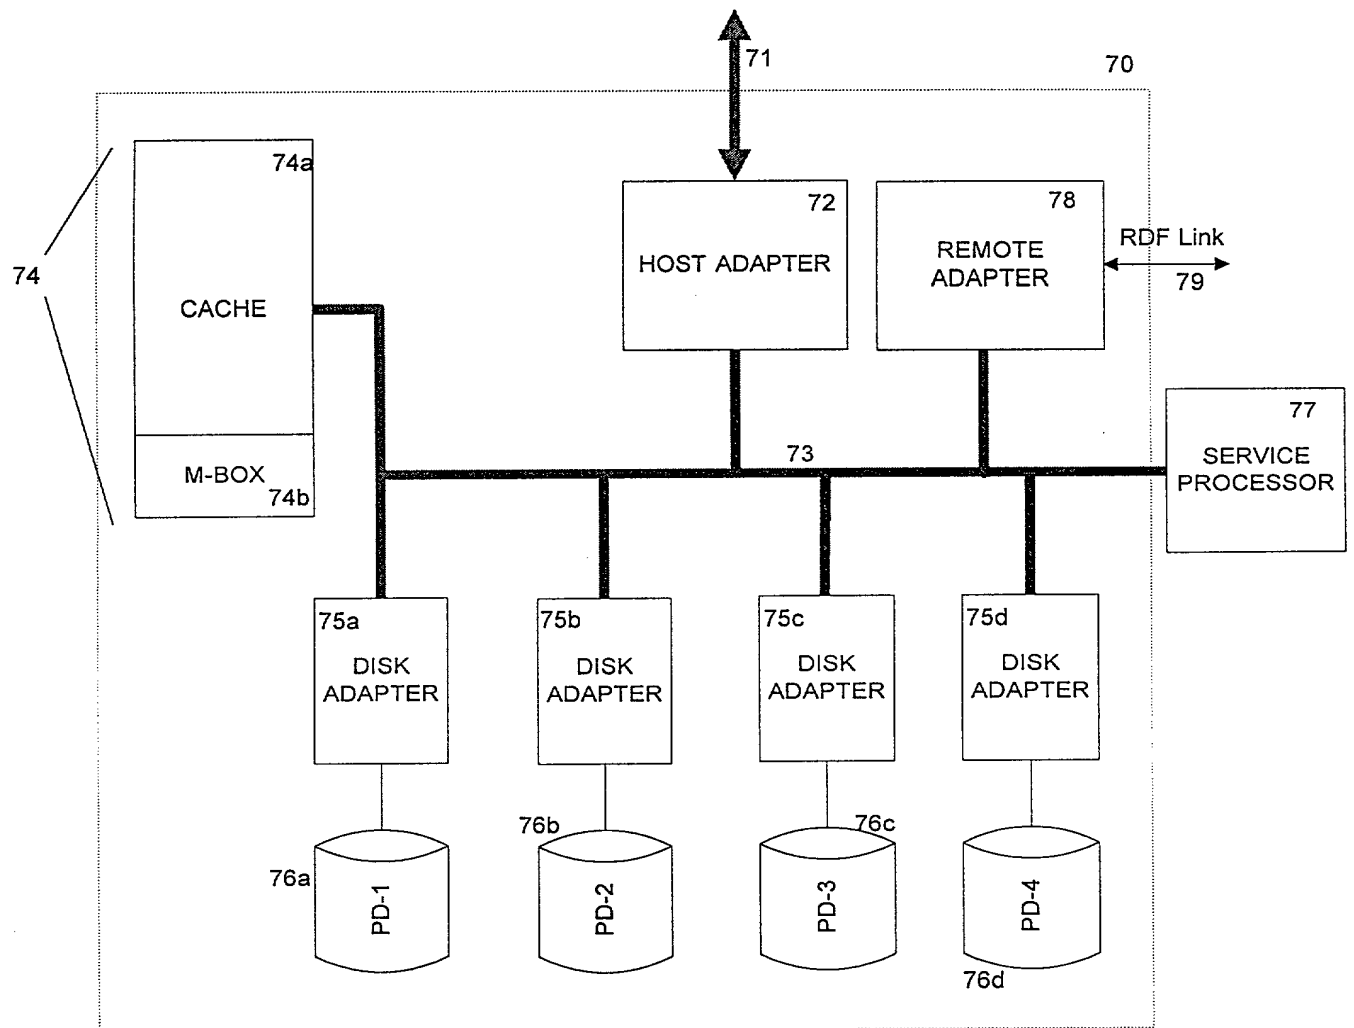 71
70
74a
72
78
HOST ADAPTER
REMOTE
ADAPTER
RDF Link
79
74
CACHE
77
SERVICE
PROCESSOR
73
M-BOX
74b
75a
DISK
ADAPTER
75b
DISK
ADAPTER
75c
DISK
ADAPTER
75d
DISK
ADAPTER
76a
PD-1
76b
PD-2
76c
PD-3
76d
PD-4